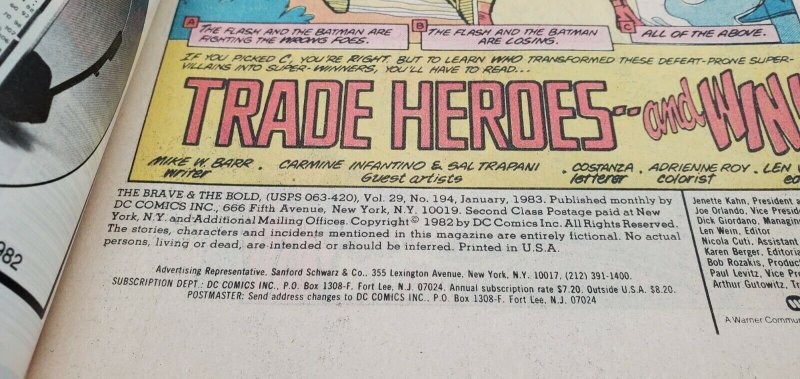 A THE FLASH AND THE BATMAN ARE
FIGHTING THE WRONG FOES.
B THE FLASH AND THE BATMAN
ARE LOSING.
C ALL OF THE ABOVE.
IF YOU PICKED C, YOU'RE RIGHT. BUT TO LEARN WHO TRANSFORMED THESE DEFEAT-PRONE SUPER-
VILLAINS INTO SUPER-WINNERS, YOU'LL HAVE TO READ...
TRADE HEROES-- and WIN
MIKE W. BARR writer
CARMINE INFANTINO & SAL TRAPANI guest artists
COSTANZA letterer
ADRIENNE ROY colorist
LEN
THE BRAVE & THE BOLD, (USPS 063-420), Vol. 29, No. 194, January, 1983. Published monthly by
DC COMICS INC., 666 Fifth Avenue, New York, N.Y. 10019. Second Class Postage paid at New
York, N.Y. and Additional Mailing Offices. Copyright © 1982 by DC Comics Inc. All Rights Reserved.
The stories, characters and incidents mentioned in this magazine are entirely fictional. No actual
persons, living or dead, are intended or should be inferred. Printed in U.S.A.
Advertising Representative, Sanford Schwarz & Co.. 355 Lexington Avenue, New York, N.Y. 10017, (212) 391-1400.
SUBSCRIPTION DEPT.: DC COMICS INC., P.O. Box 1308-F, Fort Lee, N.J. 07024. Annual subscription rate $7.20. Outside U.S.A. $8.20.
POSTMASTER: Send address changes to DC COMICS INC., P.O. Box 1308-F, Fort Lee, NJ 07024
Jenette Kahn, President a
Joe Orlando, Vice Presid
Dick Giordano, Managin
Len Wein, Editor
Nicola Cuti, Assistant
Karen Berger, Editoria
Bob Rozakis, Product
Paul Levitz, Vice Pre
Arthur Gutowitz, Tr
A Warner Commu
1982